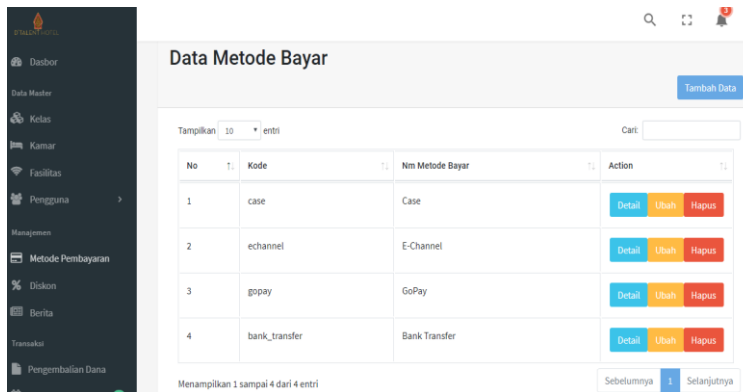 3
D'TALENT HOTEL
Data Metode Bayar
Dasbor
Tambah Data
Data Master
Kelas
Kamar
Fasilitas
Pengguna
Manajemen
Metode Pembayaran
Diskon
Berita
Transaksi
Pengembalian Dana
Tampilkan 10 entri
Cari:
No Kode Nm Metode Bayar Action
1 case Case Detail Ubah Hapus
2 echannel E-Channel Detail Ubah Hapus
3 gopay GoPay Detail Ubah Hapus
4 bank_transfer Bank Transfer Detail Ubah Hapus
Menampilkan 1 sampai 4 dari 4 entri
Sebelumnya 1 Selanjutnya